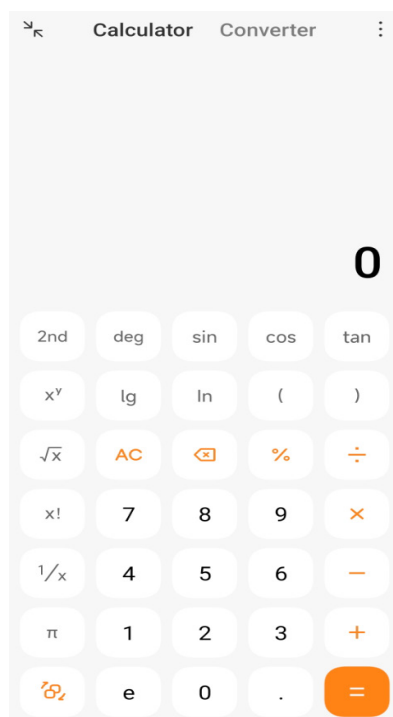 Calculator Converter
0
2nd deg sin cos tan
xʸ lg ln ( )
√x AC % ÷
x! 7 8 9 ×
1/x 4 5 6 −
π 1 2 3 +
e 0 . =